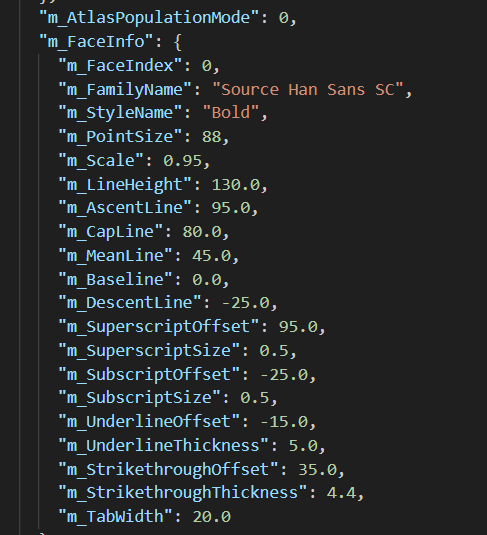 "m_AtlasPopulationMode": 0,
"m_FaceInfo": {
"m_FaceIndex": 0,
"m_FamilyName": "Source Han Sans SC",
"m_StyleName": "Bold",
"m_PointSize": 88,
"m_Scale": 0.95,
"m_LineHeight": 130.0,
"m_AscentLine": 95.0,
"m_CapLine": 80.0,
"m_MeanLine": 45.0,
"m_Baseline": 0.0,
"m_DescentLine": -25.0,
"m_SuperscriptOffset": 95.0,
"m_SuperscriptSize": 0.5,
"m_SubscriptOffset": -25.0,
"m_SubscriptSize": 0.5,
"m_UnderlineOffset": -15.0,
"m_UnderlineThickness": 5.0,
"m_StrikethroughOffset": 35.0,
"m_StrikethroughThickness": 4.4,
"m_TabWidth": 20.0